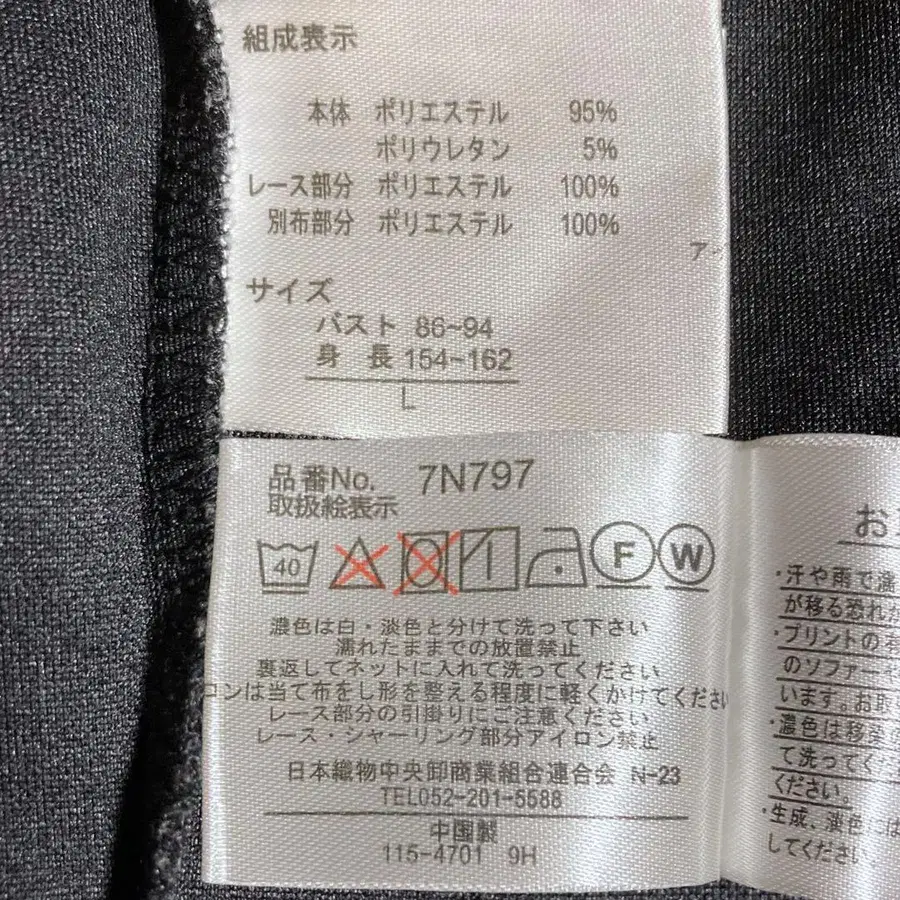 組成表示
本体 ポリエステル 95%
ポリウレタン 5%
レース部分 ポリエステル 100%
別布部分 ポリエステル 100%
ア
サイズ
バスト 86~94
身長 154~162
L
品番No. 7N797
取扱絵表示
40 F W
濃色は白・淡色と分けて洗って下さい
濡れたままでの放置禁止
裏返してネットに入れて洗ってください
ロンは当て布をし形を整える程度に軽くかけてください
レース部分の引掛りにご注意ください
レース・シャーリング部分アイロン禁止
日本織物中央卸商業組合連合会 N-23
TEL052-201-5588
中国製
115-4701 9H
お
・汗や雨で濡
が移る恐れが
・プリントの
のソファーや
います。お取
・濃色は移染
て洗ってくだ
ください。
・生成、淡色には
してくださ